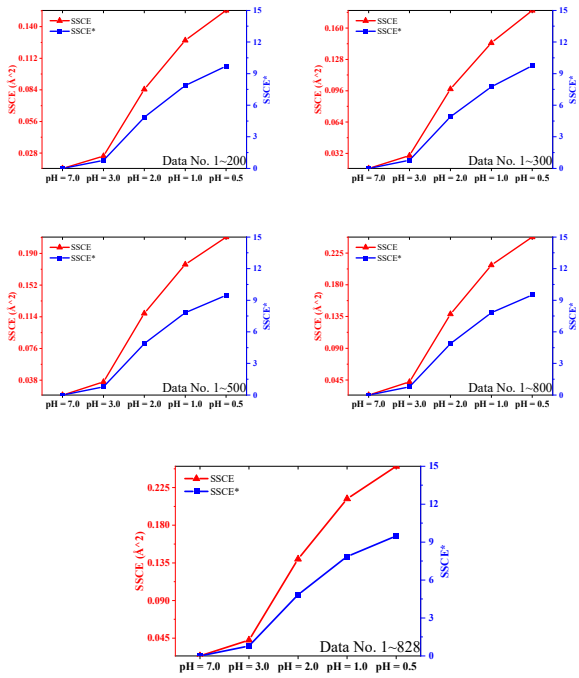 SSCE
SSCE*
SSCE (Å^2)
0.140
0.112
0.084
0.056
0.028
15
12
9
6
3
0
SSCE*
Data No. 1~200
pH = 7.0 pH = 3.0 pH = 2.0 pH = 1.0 pH = 0.5
SSCE
SSCE*
SSCE (Å^2)
0.160
0.128
0.096
0.064
0.032
15
12
9
6
3
0
SSCE*
Data No. 1~300
pH = 7.0 pH = 3.0 pH = 2.0 pH = 1.0 pH = 0.5
SSCE
SSCE*
SSCE (Å^2)
0.190
0.152
0.114
0.076
0.038
15
12
9
6
3
0
SSCE*
Data No. 1~500
pH = 7.0 pH = 3.0 pH = 2.0 pH = 1.0 pH = 0.5
SSCE
SSCE*
SSCE (Å^2)
0.225
0.180
0.135
0.090
0.045
15
12
9
6
3
0
SSCE*
Data No. 1~800
pH = 7.0 pH = 3.0 pH = 2.0 pH = 1.0 pH = 0.5
SSCE
SSCE*
SSCE (Å^2)
0.225
0.180
0.135
0.090
0.045
15
12
9
6
3
0
SSCE*
Data No. 1~828
pH = 7.0 pH = 3.0 pH = 2.0 pH = 1.0 pH = 0.5